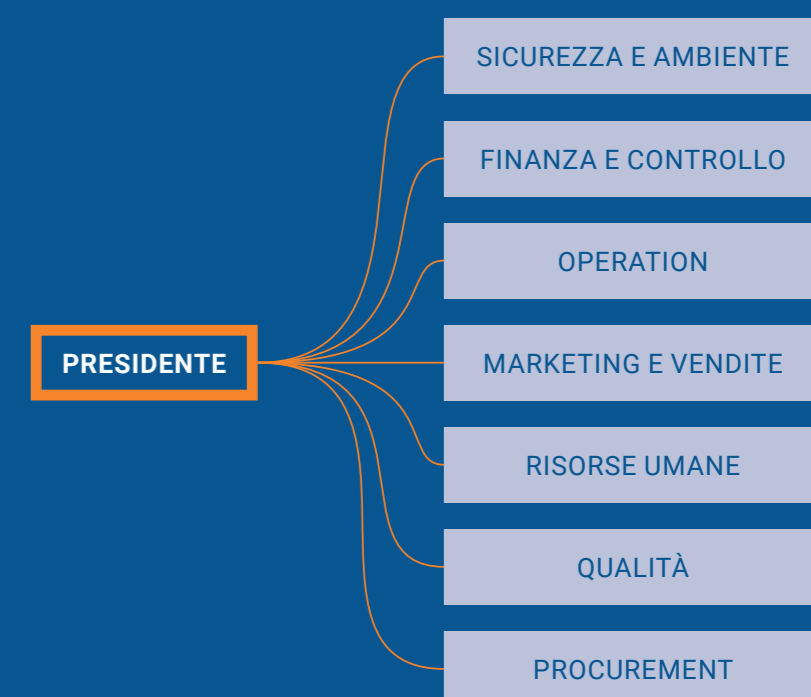 SICUREZZA E AMBIENTE
FINANZA E CONTROLLO
OPERATION
PRESIDENTE
MARKETING E VENDITE
RISORSE UMANE
QUALITÀ
PROCUREMENT